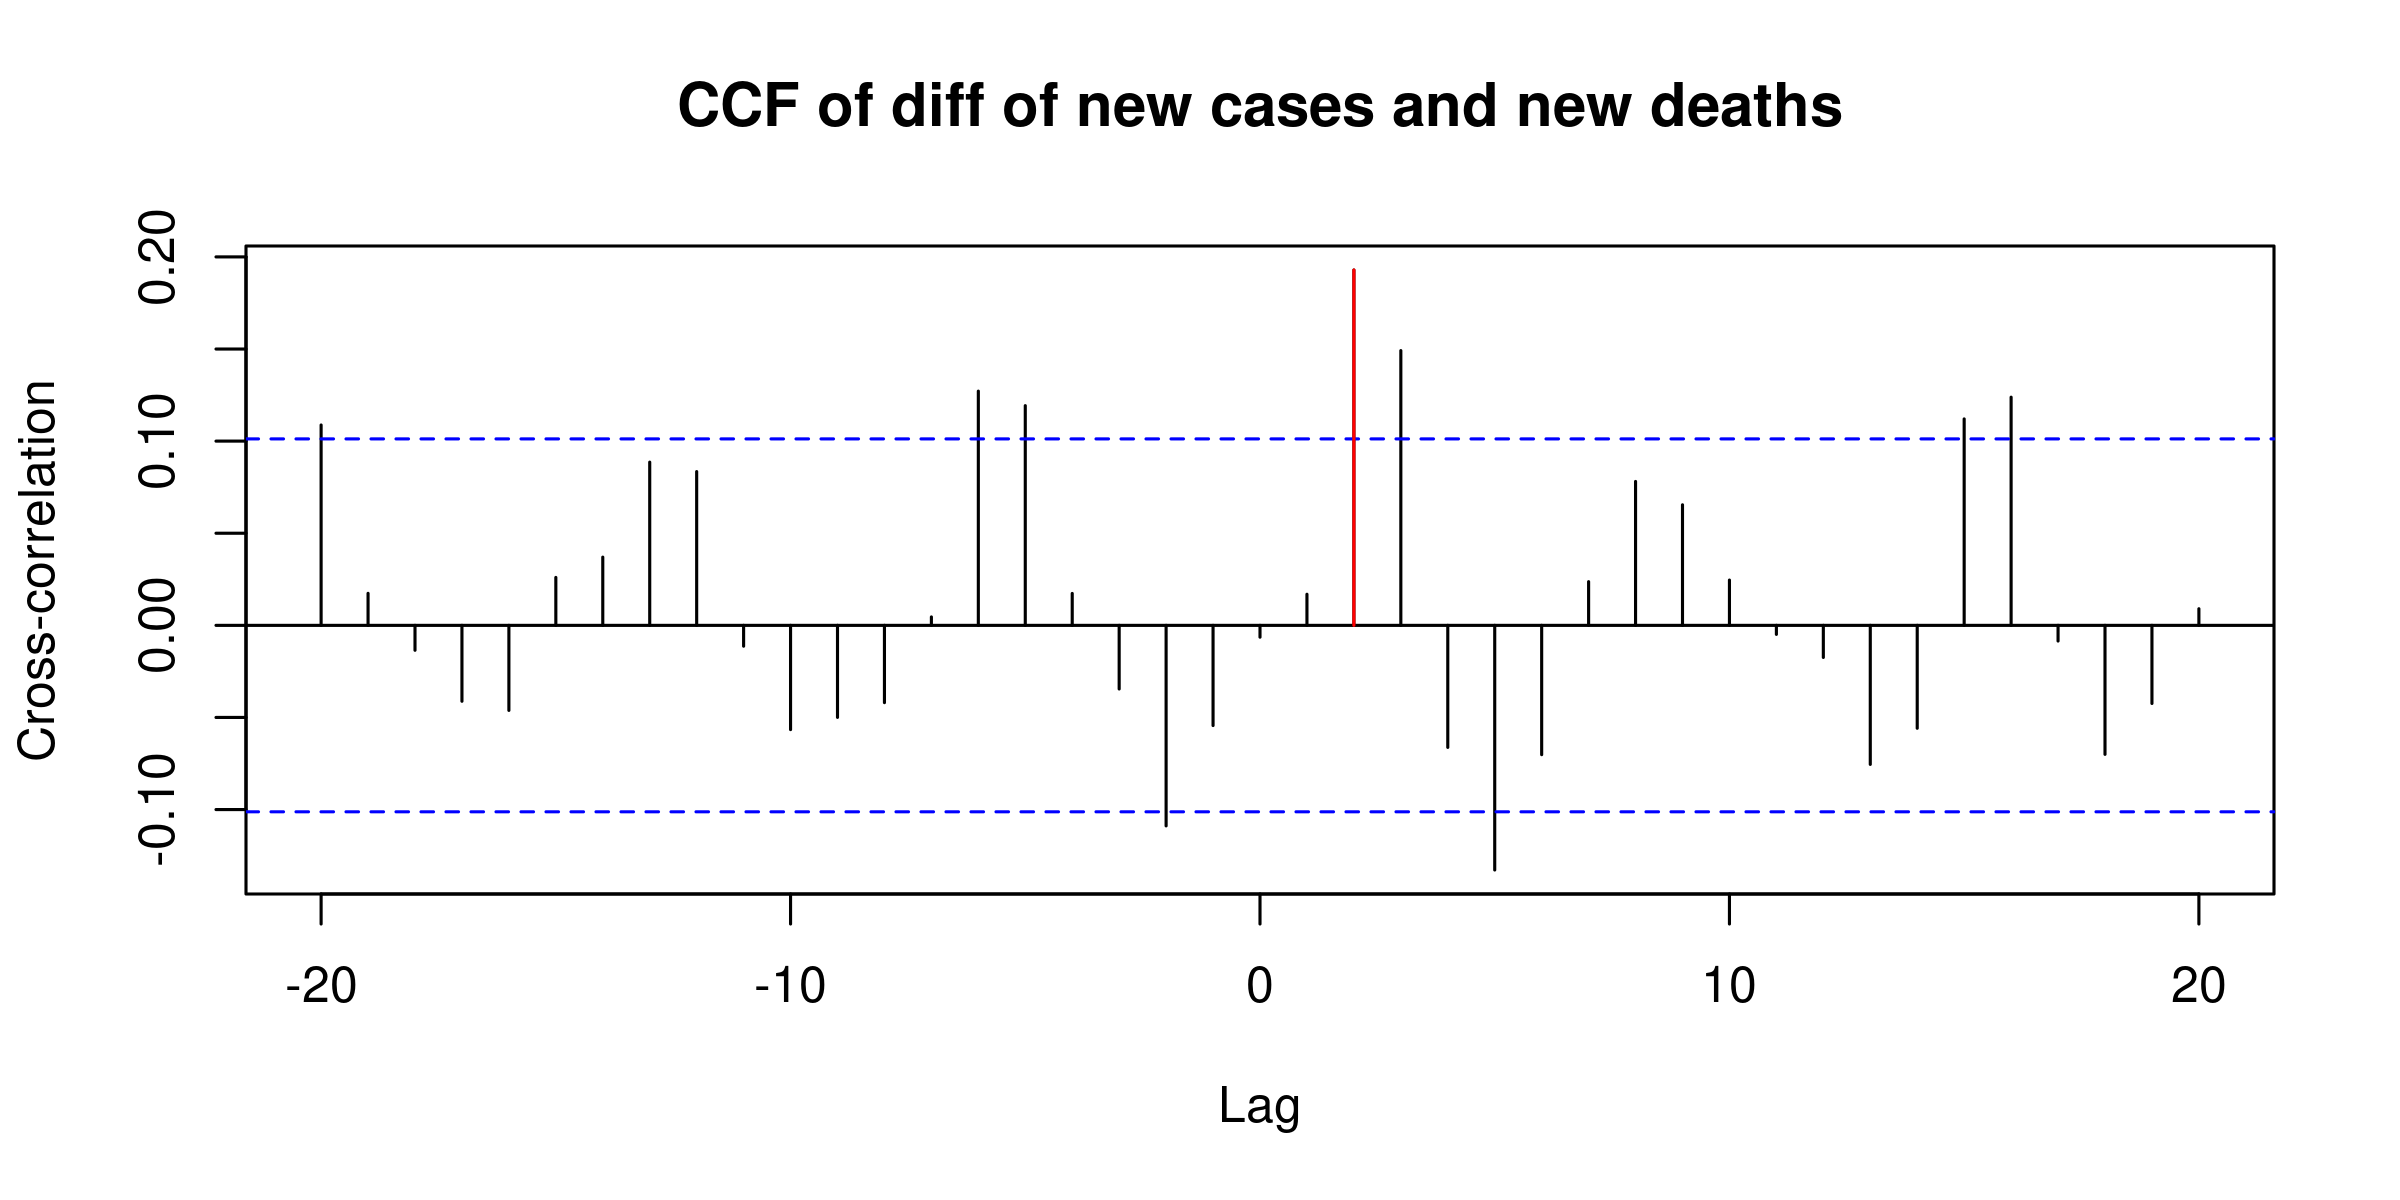 CCF of diff of new cases and new deaths
Cross-correlation
0.20
0.10
0.00
-0.10
-20 -10 0 10 20
Lag